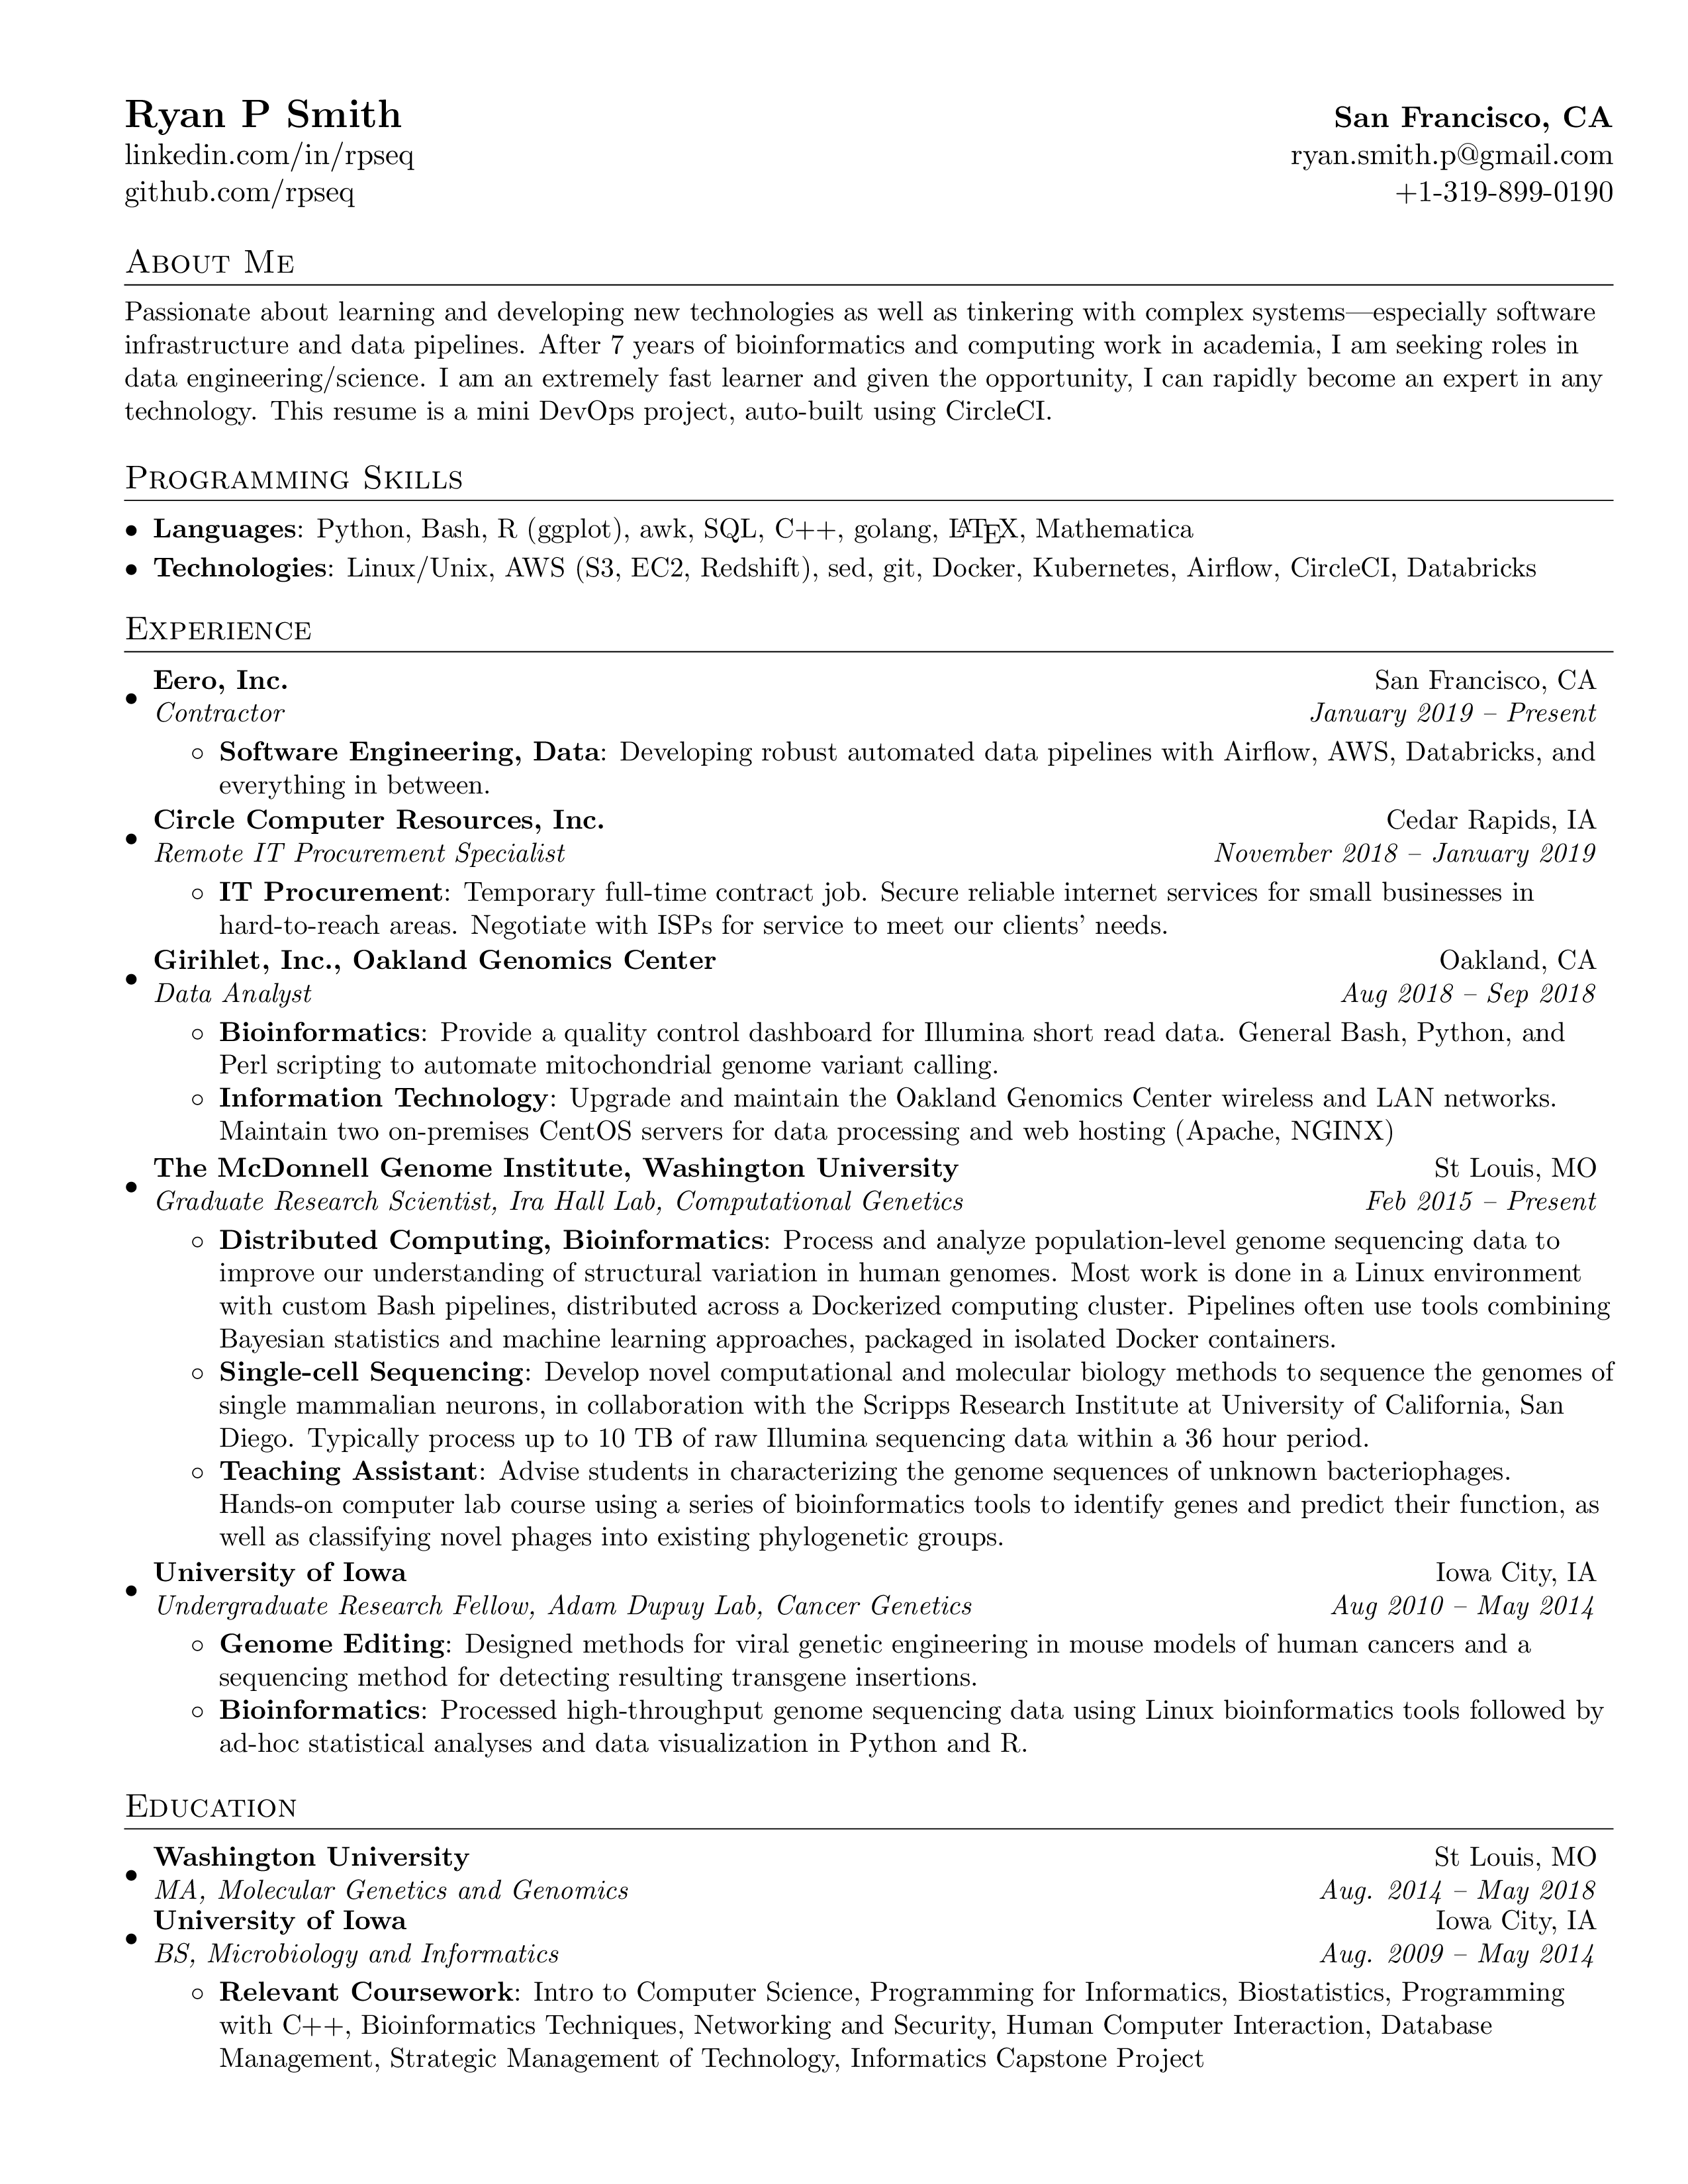 Ryan P Smith
San Francisco, CA
linkedin.com/in/rpseq
ryan.smith.p@gmail.com
github.com/rpseq
+1-319-899-0190
About Me
Passionate about learning and developing new technologies as well as tinkering with complex systems—especially software
infrastructure and data pipelines. After 7 years of bioinformatics and computing work in academia, I am seeking roles in
data engineering/science. I am an extremely fast learner and given the opportunity, I can rapidly become an expert in any
technology. This resume is a mini DevOps project, auto-built using CircleCI.
Programming Skills
• Languages: Python, Bash, R (ggplot), awk, SQL, C++, golang, LATEX, Mathematica
• Technologies: Linux/Unix, AWS (S3, EC2, Redshift), sed, git, Docker, Kubernetes, Airflow, CircleCI, Databricks
Experience
• Eero, Inc.
San Francisco, CA
Contractor
January 2019 – Present
◦ Software Engineering, Data: Developing robust automated data pipelines with Airflow, AWS, Databricks, and
everything in between.
• Circle Computer Resources, Inc.
Cedar Rapids, IA
Remote IT Procurement Specialist
November 2018 – January 2019
◦ IT Procurement: Temporary full-time contract job. Secure reliable internet services for small businesses in
hard-to-reach areas. Negotiate with ISPs for service to meet our clients' needs.
• Girihlet, Inc., Oakland Genomics Center
Oakland, CA
Data Analyst
Aug 2018 – Sep 2018
◦ Bioinformatics: Provide a quality control dashboard for Illumina short read data. General Bash, Python, and
Perl scripting to automate mitochondrial genome variant calling.
◦ Information Technology: Upgrade and maintain the Oakland Genomics Center wireless and LAN networks.
Maintain two on-premises CentOS servers for data processing and web hosting (Apache, NGINX)
• The McDonnell Genome Institute, Washington University
St Louis, MO
Graduate Research Scientist, Ira Hall Lab, Computational Genetics
Feb 2015 – Present
◦ Distributed Computing, Bioinformatics: Process and analyze population-level genome sequencing data to
improve our understanding of structural variation in human genomes. Most work is done in a Linux environment
with custom Bash pipelines, distributed across a Dockerized computing cluster. Pipelines often use tools combining
Bayesian statistics and machine learning approaches, packaged in isolated Docker containers.
◦ Single-cell Sequencing: Develop novel computational and molecular biology methods to sequence the genomes of
single mammalian neurons, in collaboration with the Scripps Research Institute at University of California, San
Diego. Typically process up to 10 TB of raw Illumina sequencing data within a 36 hour period.
◦ Teaching Assistant: Advise students in characterizing the genome sequences of unknown bacteriophages.
Hands-on computer lab course using a series of bioinformatics tools to identify genes and predict their function, as
well as classifying novel phages into existing phylogenetic groups.
• University of Iowa
Iowa City, IA
Undergraduate Research Fellow, Adam Dupuy Lab, Cancer Genetics
Aug 2010 – May 2014
◦ Genome Editing: Designed methods for viral genetic engineering in mouse models of human cancers and a
sequencing method for detecting resulting transgene insertions.
◦ Bioinformatics: Processed high-throughput genome sequencing data using Linux bioinformatics tools followed by
ad-hoc statistical analyses and data visualization in Python and R.
Education
• Washington University
St Louis, MO
MA, Molecular Genetics and Genomics
Aug. 2014 – May 2018
• University of Iowa
Iowa City, IA
BS, Microbiology and Informatics
Aug. 2009 – May 2014
◦ Relevant Coursework: Intro to Computer Science, Programming for Informatics, Biostatistics, Programming
with C++, Bioinformatics Techniques, Networking and Security, Human Computer Interaction, Database
Management, Strategic Management of Technology, Informatics Capstone Project